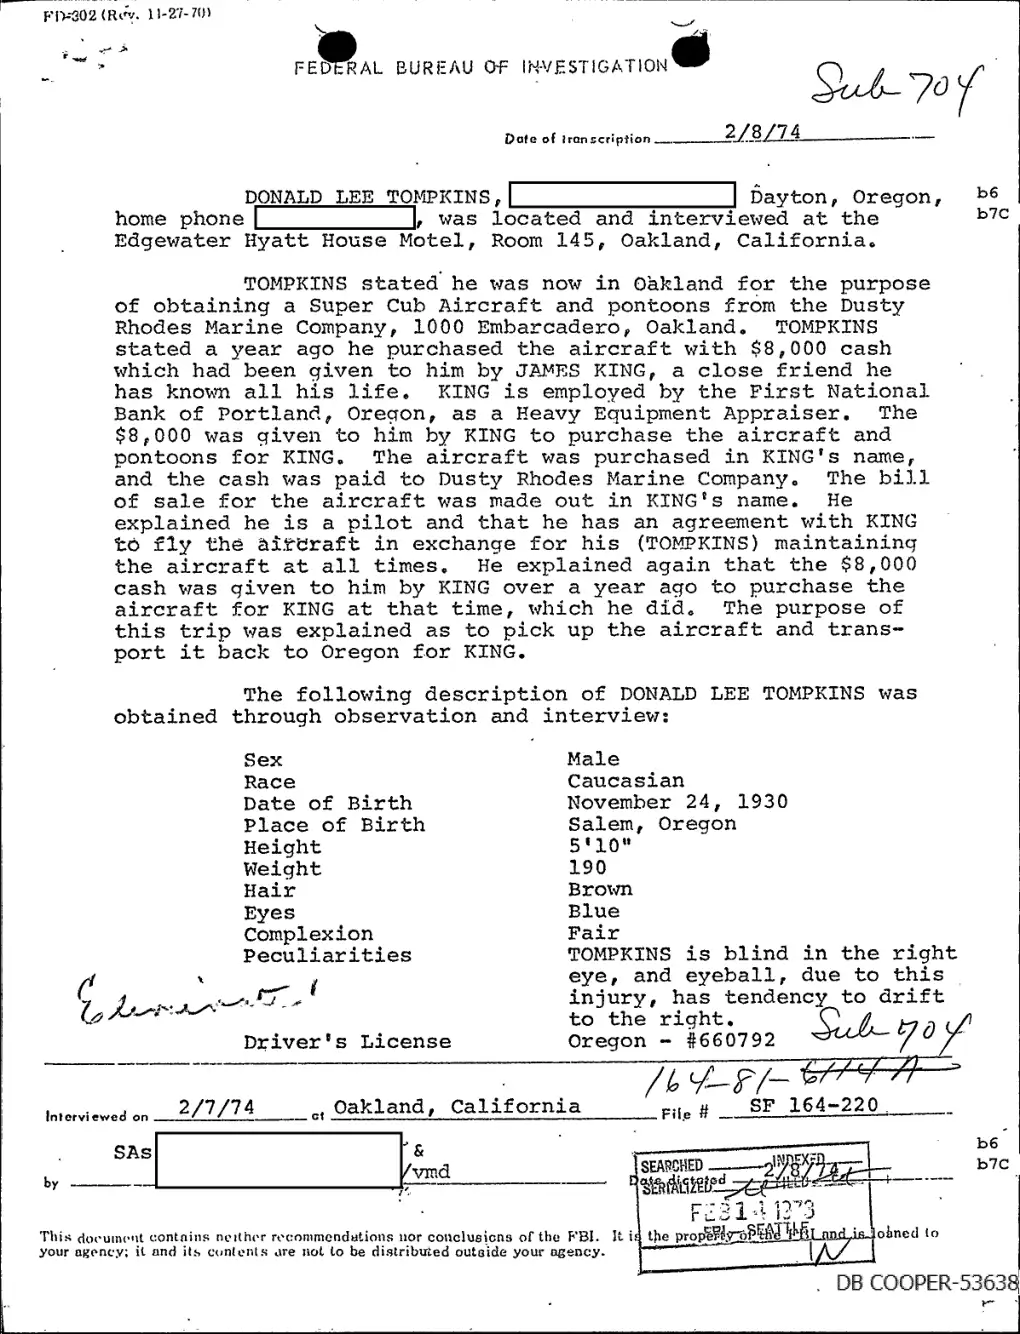 FD-302 (Rev. 11-27-70)
FEDERAL BUREAU OF INVESTIGATION
Sub 704
Date of transcription 2/8/74
DONALD LEE TOMPKINS, Dayton, Oregon,
b6
home phone , was located and interviewed at the
b7C
Edgewater Hyatt House Motel, Room 145, Oakland, California.
TOMPKINS stated he was now in Oakland for the purpose
of obtaining a Super Cub Aircraft and pontoons from the Dusty
Rhodes Marine Company, 1000 Embarcadero, Oakland. TOMPKINS
stated a year ago he purchased the aircraft with $8,000 cash
which had been given to him by JAMES KING, a close friend he
has known all his life. KING is employed by the First National
Bank of Portland, Oregon, as a Heavy Equipment Appraiser. The
$8,000 was given to him by KING to purchase the aircraft and
pontoons for KING. The aircraft was purchased in KING's name,
and the cash was paid to Dusty Rhodes Marine Company. The bill
of sale for the aircraft was made out in KING's name. He
explained he is a pilot and that he has an agreement with KING
to fly the aircraft in exchange for his (TOMPKINS) maintaining
the aircraft at all times. He explained again that the $8,000
cash was given to him by KING over a year ago to purchase the
aircraft for KING at that time, which he did. The purpose of
this trip was explained as to pick up the aircraft and trans-
port it back to Oregon for KING.
The following description of DONALD LEE TOMPKINS was
obtained through observation and interview:
Sex Male
Race Caucasian
Date of Birth November 24, 1930
Place of Birth Salem, Oregon
Height 5'10"
Weight 190
Hair Brown
Eyes Blue
Complexion Fair
Peculiarities TOMPKINS is blind in the right
eye, and eyeball, due to this
injury, has tendency to drift
to the right.
Eliminated
Driver's License Oregon - #660792
Sub 704
164-81-6114A
Interviewed on 2/7/74 at Oakland, California File # SF 164-220
SAs &
/vmd
by
b6
b7C
SEARCHED INDEXED
Date dictated 2/8/74
SERIALIZED FILED
FBI - SEATTLE
This document contains neither recommendations nor conclusions of the FBI. It is the property of the FBI and is loaned to
your agency; it and its contents are not to be distributed outside your agency.
DB COOPER-53638